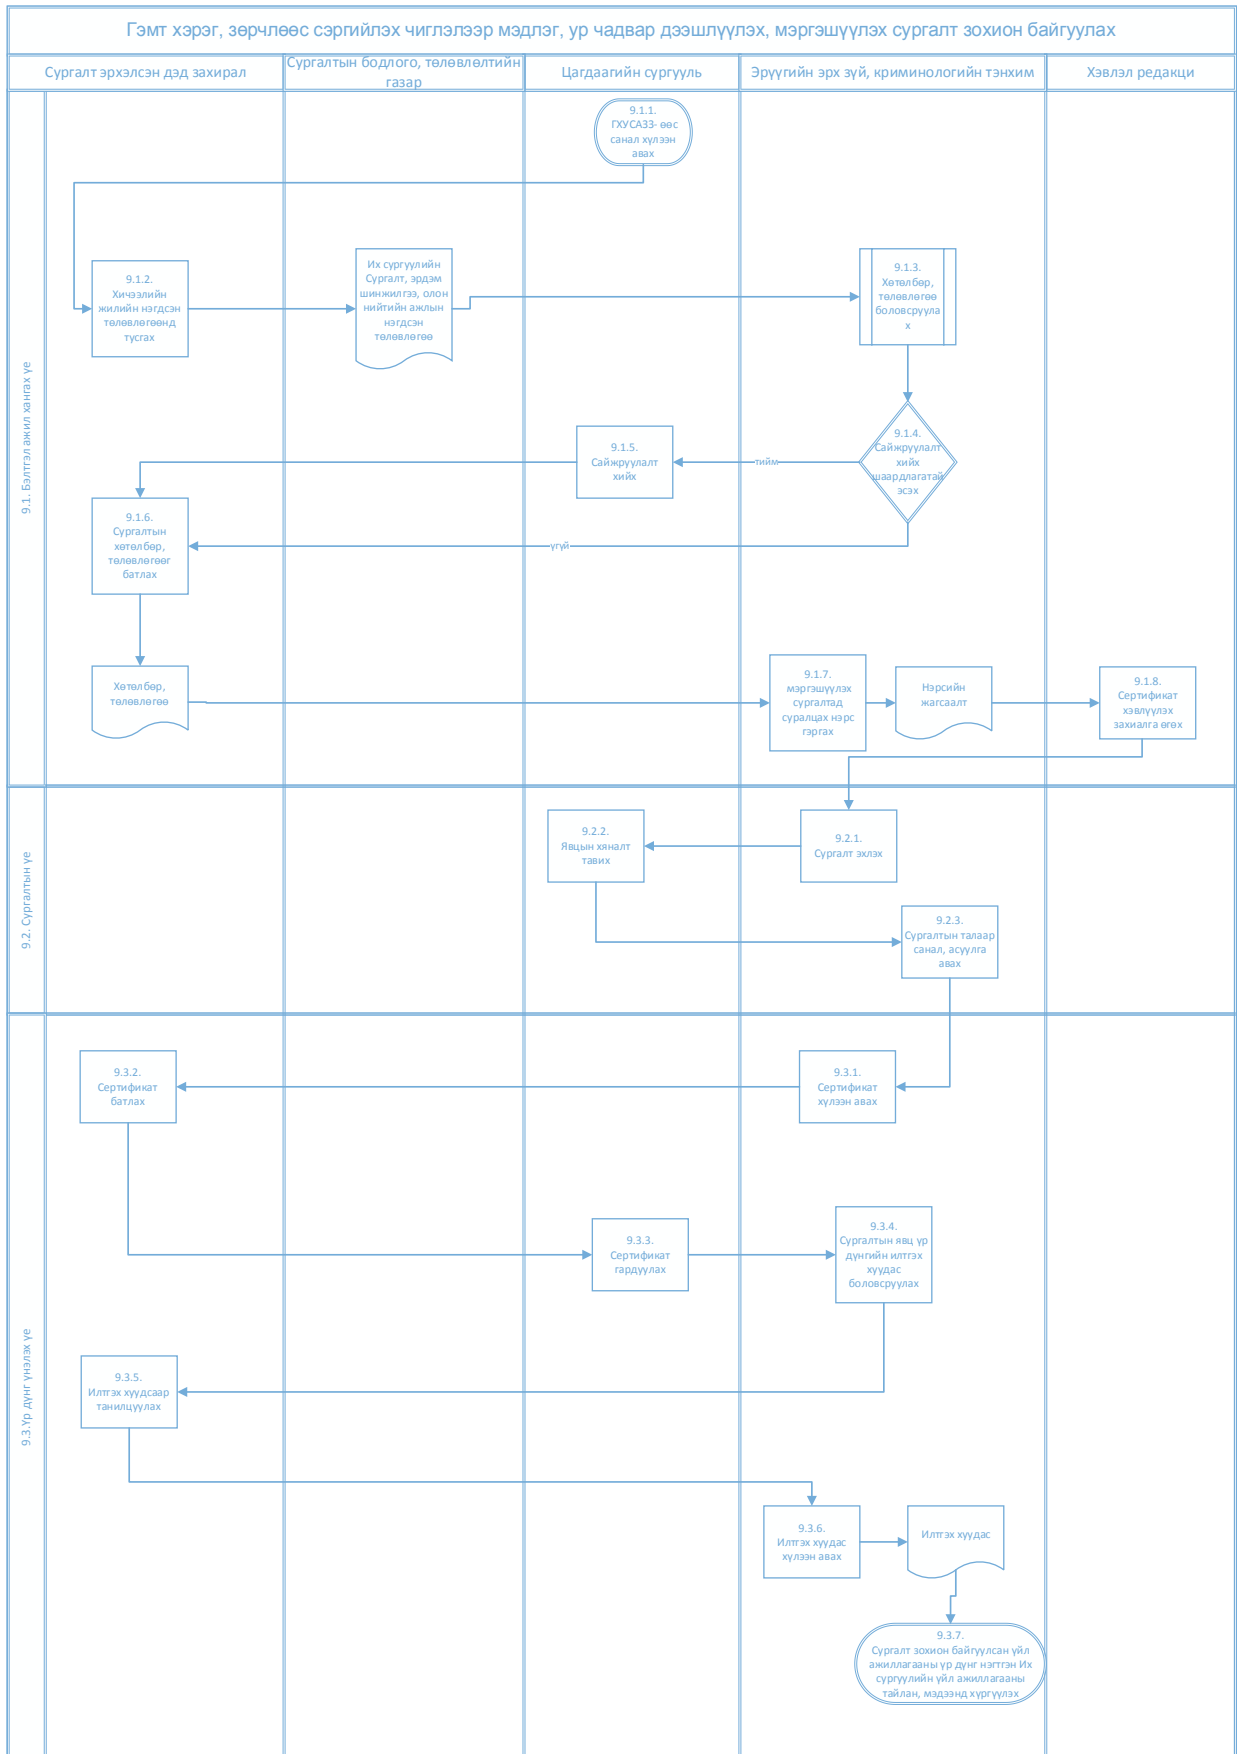 Гэмт хэрэг, зөрчлөөс сэргийлэх чиглэлээр мэдлэг, ур чадвар дээшлүүлэх, мэргэшүүлэх сургалт зохион байгуулах
Сургалт эрхэлсэн дэд захирал
Сургалтын бодлого, төлөвлөлтийн
газар
Цагдаагийн сургууль
Эрүүгийн эрх зүй, криминологийн тэнхим
Хэвлэл редакци
9.1. Бэлтгэл ажил хангах үе
9.1.1.
ГХУСАЗЗ- өөс
санал хүлээн
авах
9.1.2.
Хичээлийн
жилийн нэгдсэн
төлөвлөгөөнд
тусгах
Их сургуулийн
Сургалт, эрдэм
шинжилгээ, олон
нийтийн ажлын
нэгдсэн
төлөвлөгөө
9.1.3.
Хөтөлбөр,
төлөвлөгөө
боловсруула
х
9.1.4.
Сайжруулалт
хийх
шаардлагатай
эсэх
тийм
9.1.5.
Сайжруулалт
хийх
үгүй
9.1.6.
Сургалтын
хөтөлбөр,
төлөвлөгөөг
батлах
Хөтөлбөр,
төлөвлөгөө
9.1.7.
мэргэшүүлэх
сургалтад
суралцах нэрс
гэргах
Нэрсийн
жагсаалт
9.1.8.
Сертификат
хэвлүүлэх
захиалга өгөх
9.2. Сургалтын үе
9.2.1.
Сургалт эхлэх
9.2.2.
Явцын хяналт
тавих
9.2.3.
Сургалтын талаар
санал, асуулга
авах
9.3.Үр дүнг үнэлэх үе
9.3.1.
Сертификат
хүлээн авах
9.3.2.
Сертификат
батлах
9.3.3.
Сертификат
гардуулах
9.3.4.
Сургалтын явц үр
дүнгийн илтгэх
хуудас
боловсруулах
9.3.5.
Илтгэх хуудсаар
танилцуулах
9.3.6.
Илтгэх хуудас
хүлээн авах
Илтгэх хуудас
9.3.7.
Сургалт зохион байгуулсан үйл
ажиллагааны үр дүнг нэгтгэн Их
сургуулийн үйл ажиллагааны
тайлан, мэдээнд хүргүүлэх